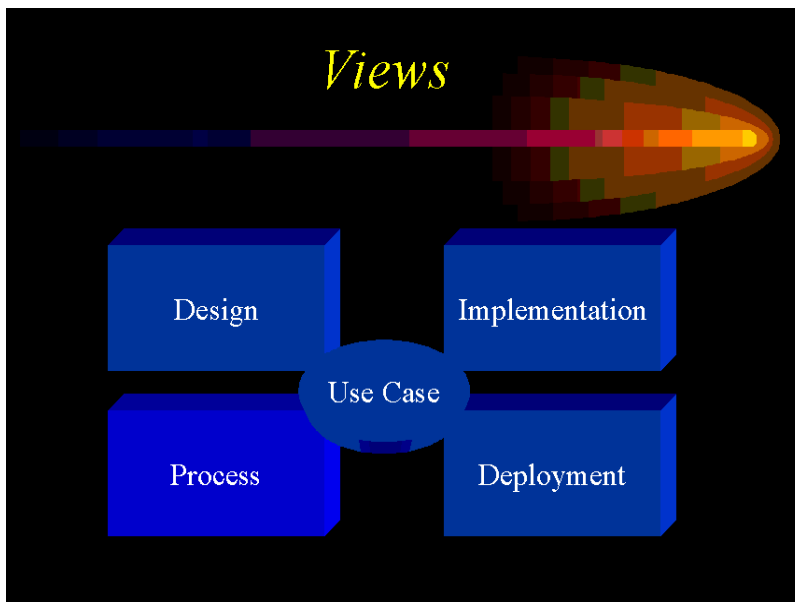 Views
Design
Implementation
Use Case
Process
Deployment